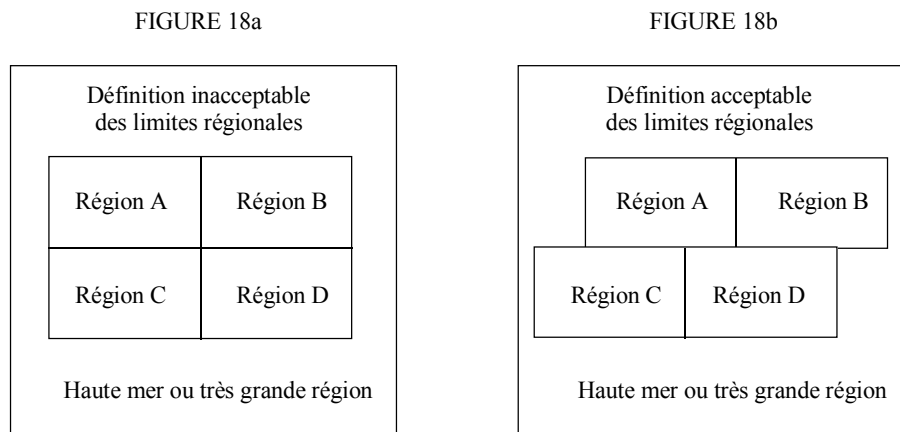 FIGURE 18a
Définition inacceptable
des limites régionales
Région A
Région B
Région C
Région D
Haute mer ou très grande région
FIGURE 18b
Définition acceptable
des limites régionales
Région A
Région B
Région C
Région D
Haute mer ou très grande région